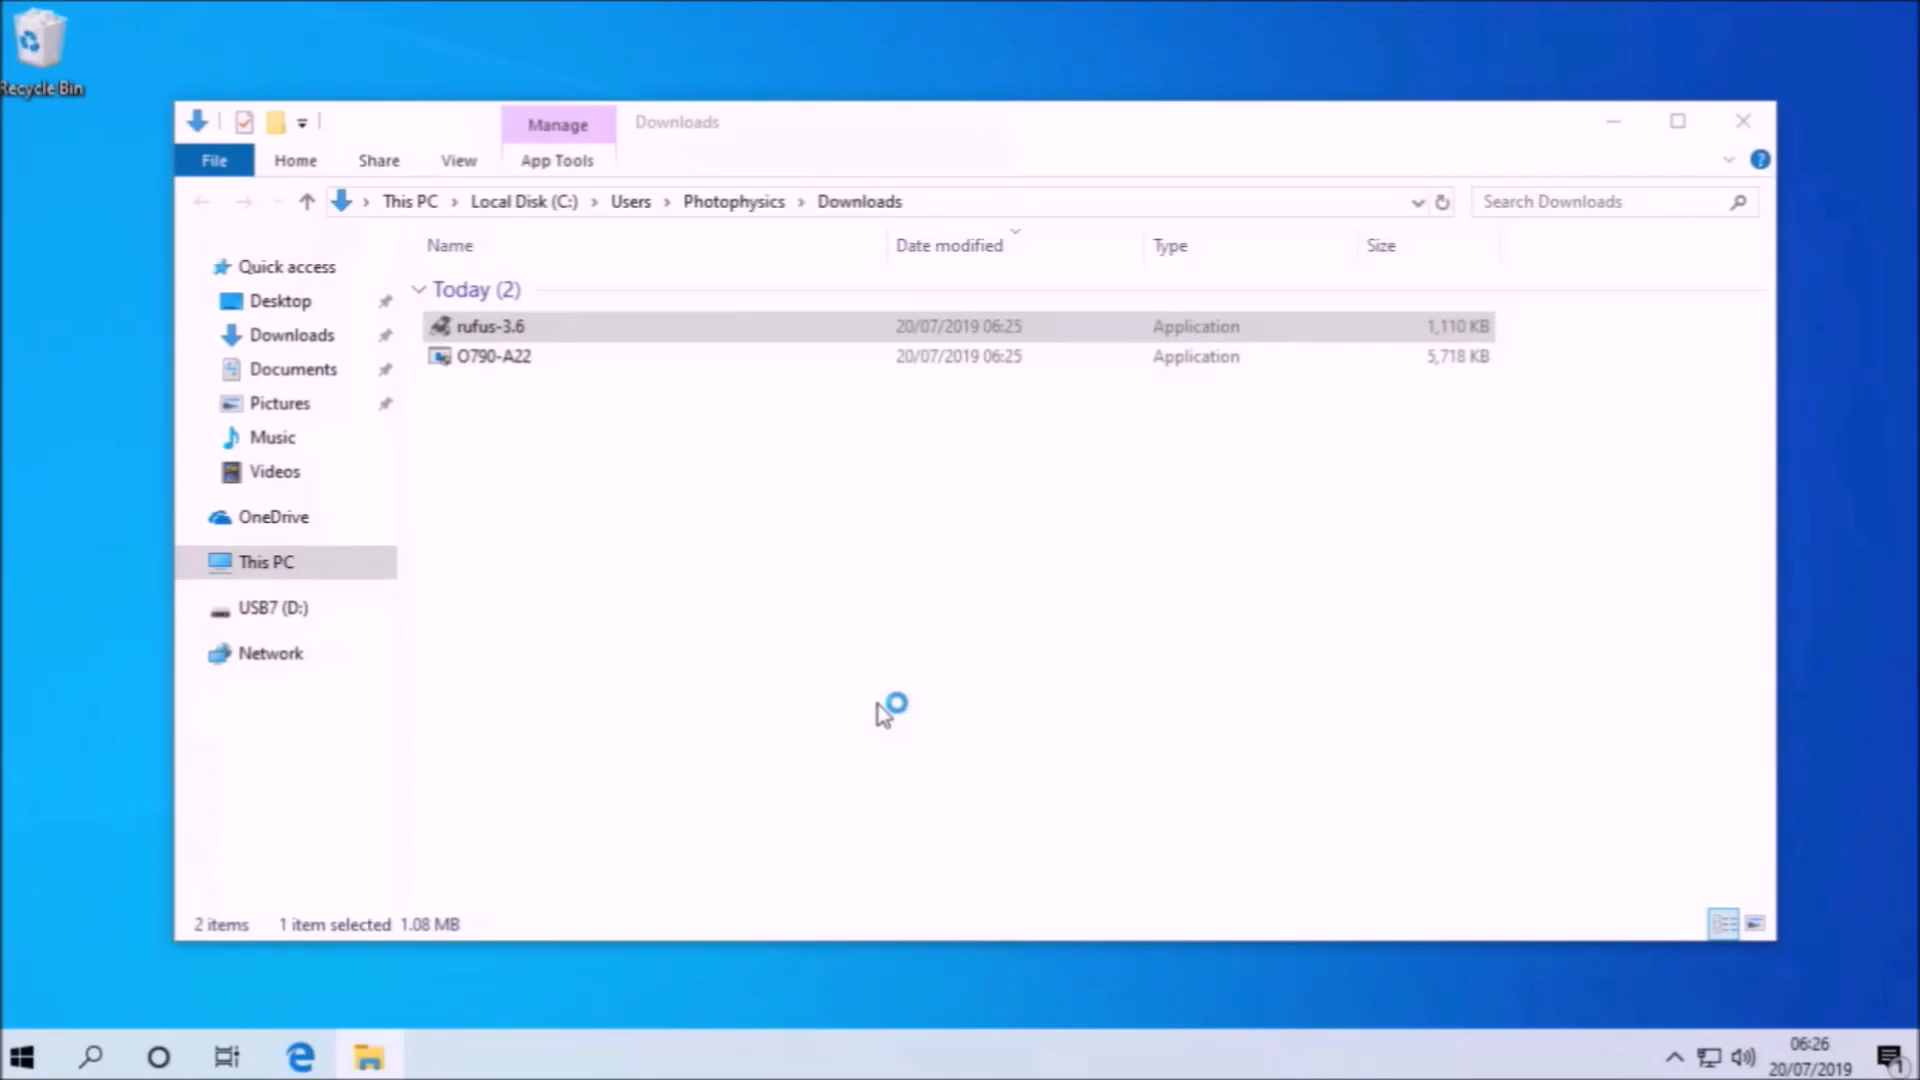 Recycle Bin
Manage
Downloads
File
Home
Share
View
App Tools
?
This PC > Local Disk (C:) > Users > Photophysics > Downloads
Search Downloads
Name
Date modified
Type
Size
Quick access
Desktop
Downloads
Documents
Pictures
Music
Videos
OneDrive
This PC
USB7 (D:)
Network
Today (2)
rufus-3.6 20/07/2019 06:25 Application 1,110 KB
O790-A22 20/07/2019 06:25 Application 5,718 KB
2 items 1 item selected 1.08 MB
06:26
20/07/2019
1